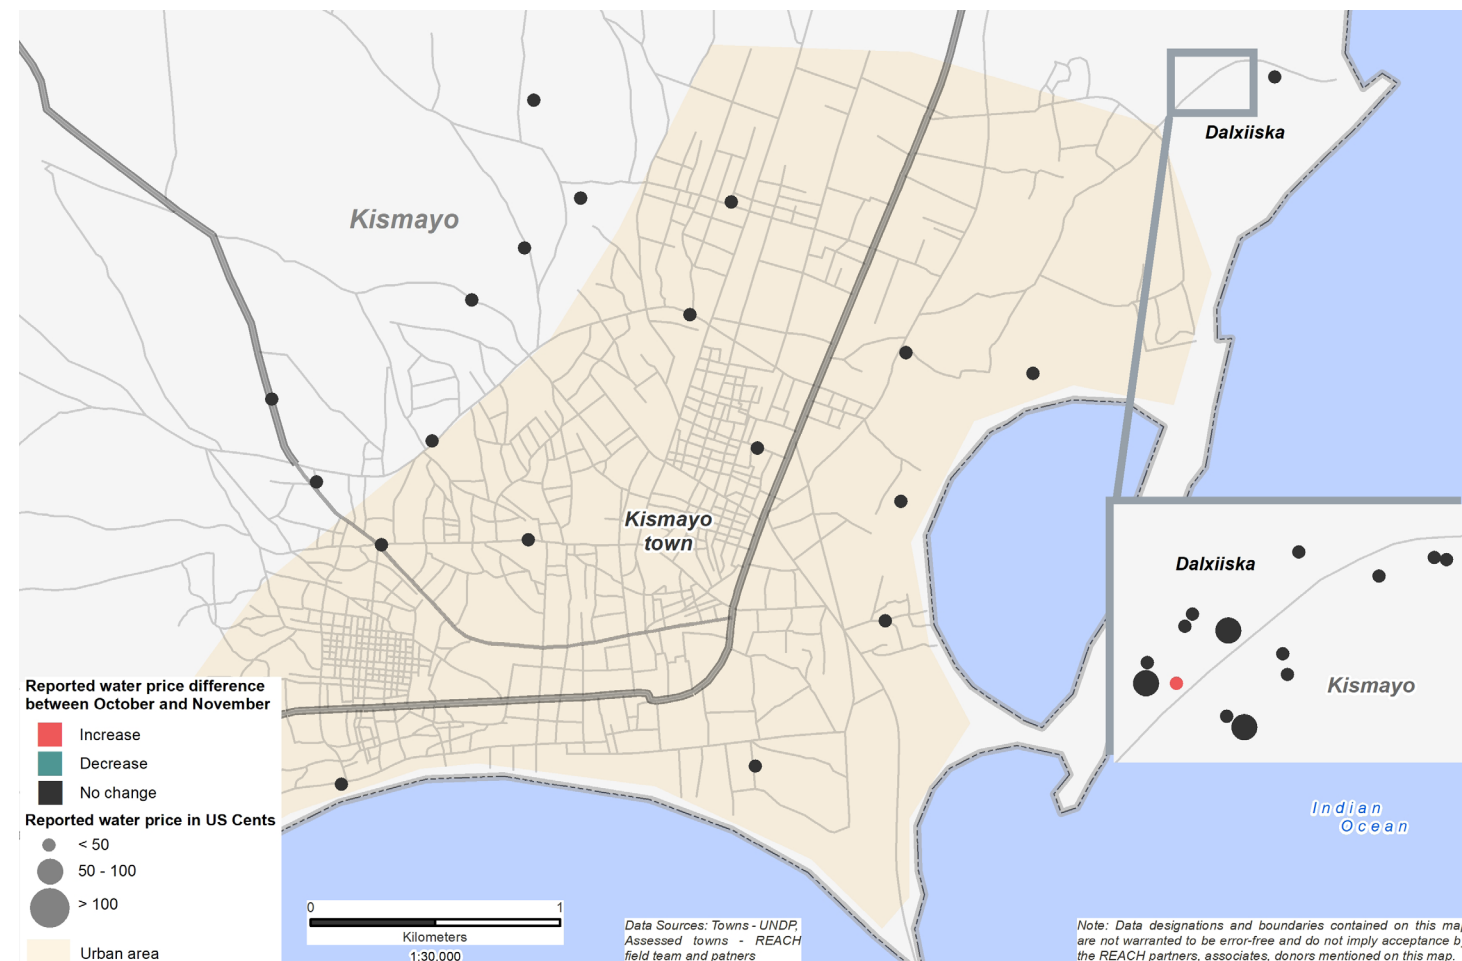 Dalxiiska
Kismayo
Kismayo
town
Dalxiiska
Kismayo
Indian
Ocean
Reported water price difference
between October and November
Increase
Decrease
No change
Reported water price in US Cents
< 50
50 - 100
> 100
Urban area
0 1
Kilometers
1:30,000
Data Sources: Towns - UNDP,
Assessed towns - REACH
field team and patners
Note: Data designations and boundaries contained on this map
are not warranted to be error-free and do not imply acceptance by
the REACH partners, associates, donors mentioned on this map.